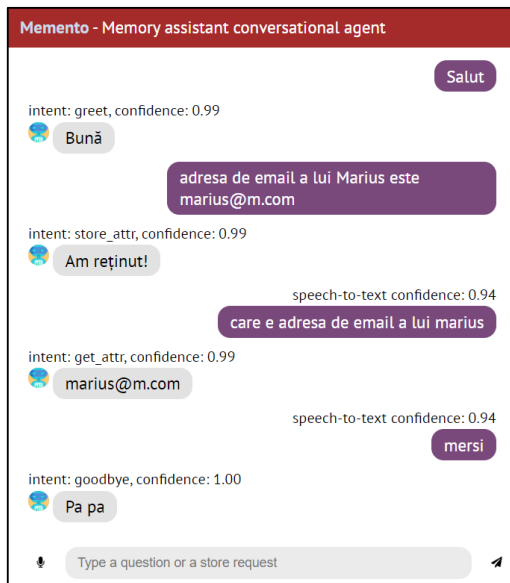 Memento - Memory assistant conversational agent
Salut
intent: greet, confidence: 0.99
Bună
adresa de email a lui Marius este
marius@m.com
intent: store_attr, confidence: 0.99
Am reținut!
speech-to-text confidence: 0.94
care e adresa de email a lui marius
intent: get_attr, confidence: 0.99
marius@m.com
speech-to-text confidence: 0.94
mersi
intent: goodbye, confidence: 1.00
Pa pa
Type a question or a store request